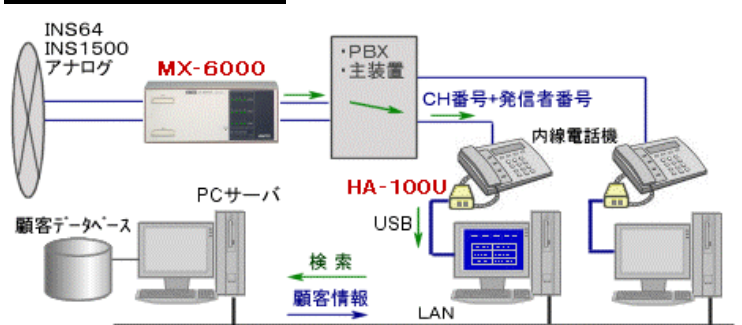 INS64
INS1500
アナログ
MX-6000
・PBX
・主装置
CH番号+発信者番号
内線電話機
HA-100U
USB
PCサーバ
顧客データベース
検索
顧客情報
LAN